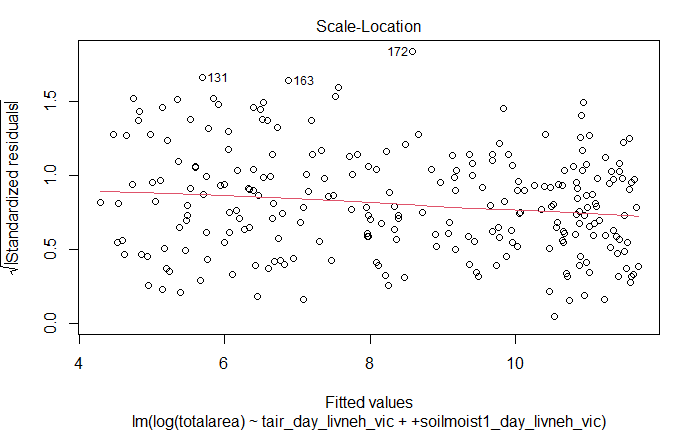 Scale-Location
√|Standardized residuals|
0.0 0.5 1.0 1.5
131
163
172
4 6 8 10
Fitted values
lm(log(totalarea) ~ tair_day_livneh_vic + +soilmoist1_day_livneh_vic)